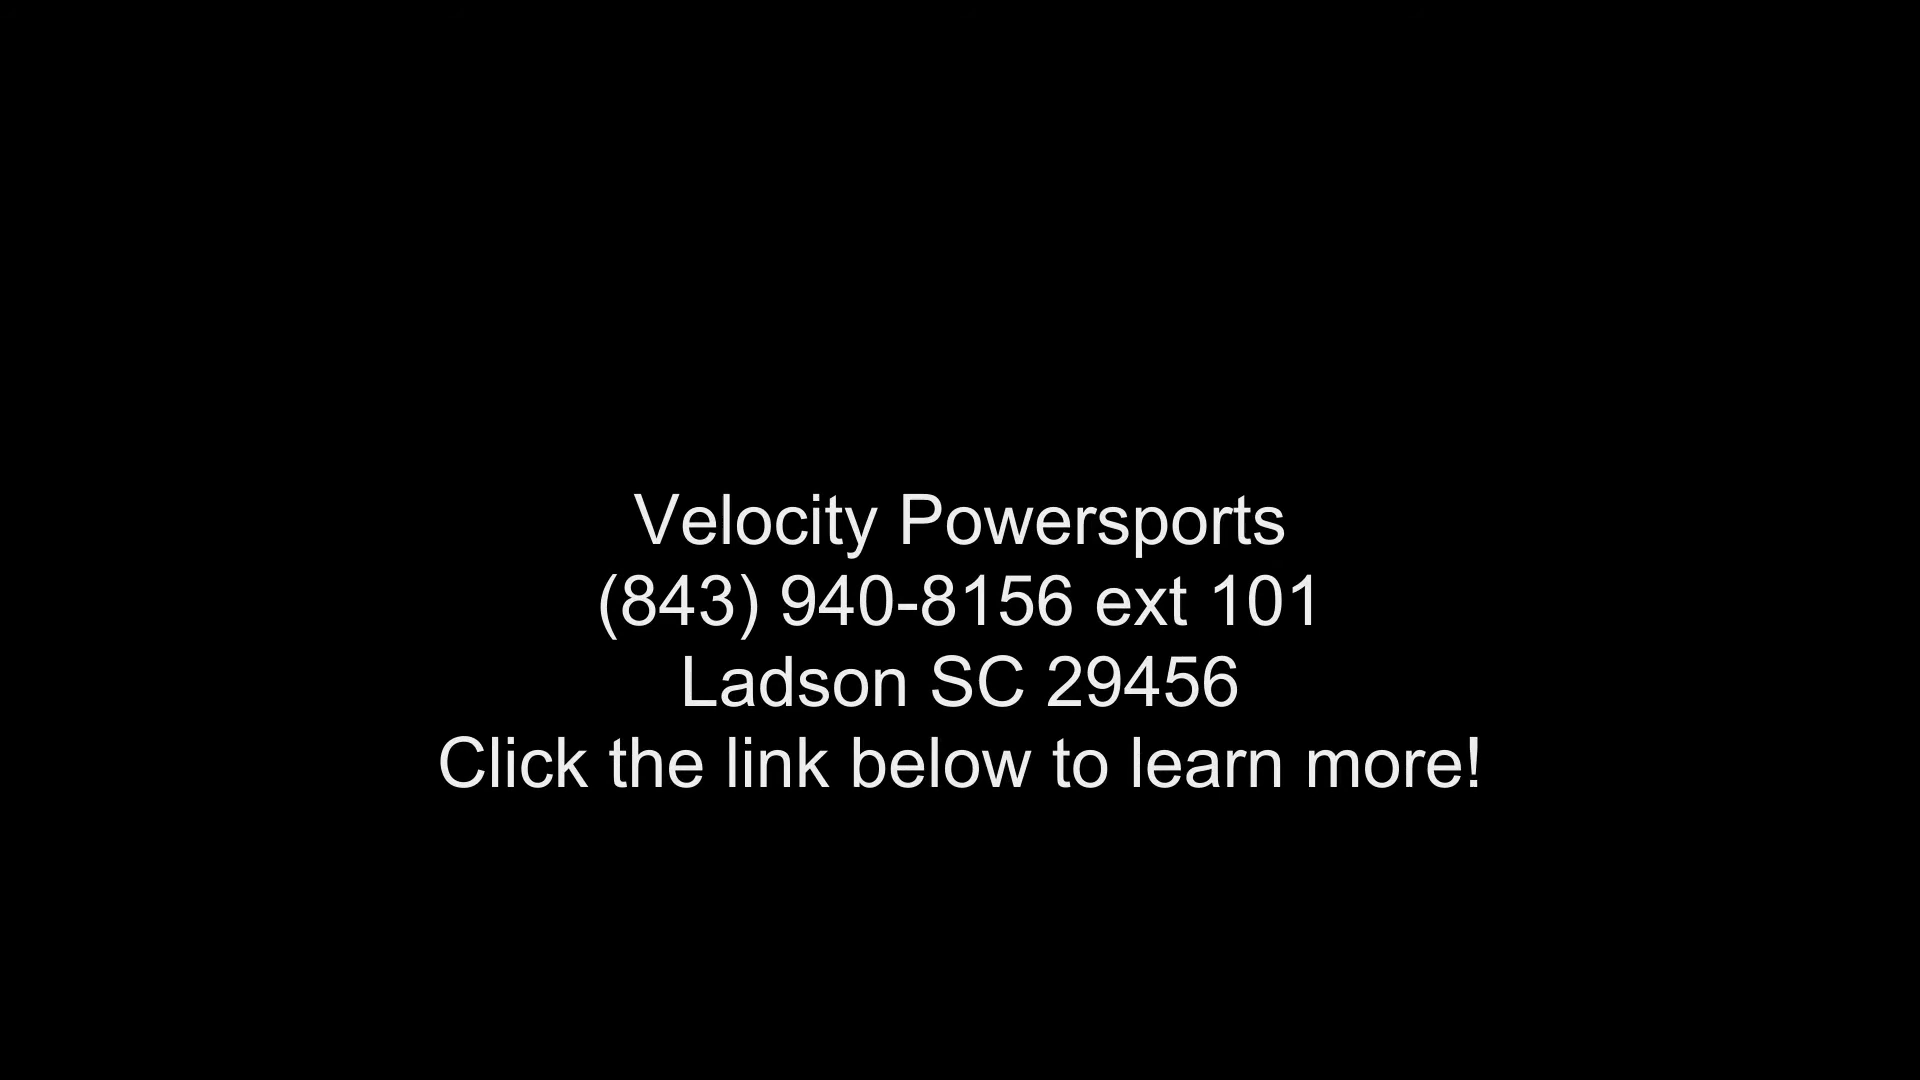 Velocity Powersports
(843) 940-8156 ext 101
Ladson SC 29456
Click the link below to learn more!